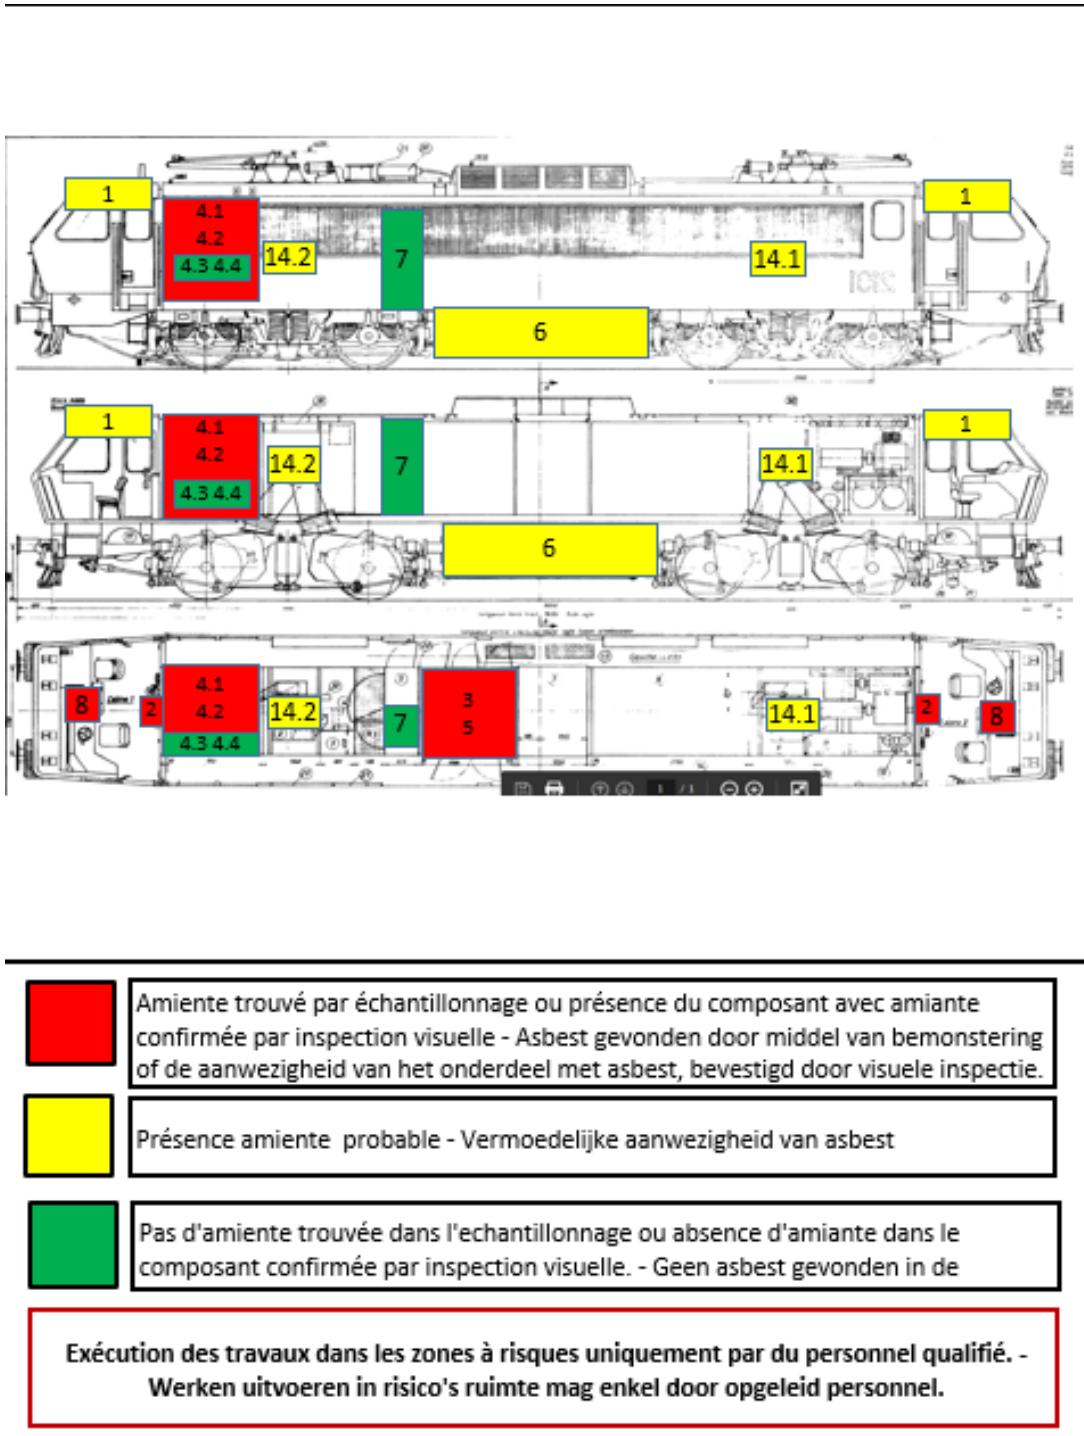 1 1
4.1
4.2
4.3 4.4
14.2 7 14.1
6
1 1
4.1
4.2
4.3 4.4
14.2 7 14.1
6
8 2 4.1
4.2
4.3 4.4
14.2 7 3
5
14.1 2 8
1 / 1
Amiente trouvé par échantillonnage ou présence du composant avec amiante
confirmée par inspection visuelle - Asbest gevonden door middel van bemonstering
of de aanwezigheid van het onderdeel met asbest, bevestigd door visuele inspectie.
Présence amiente probable - Vermoedelijke aanwezigheid van asbest
Pas d'amiente trouvée dans l'echantillonnage ou absence d'amiante dans le
composant confirmée par inspection visuelle. - Geen asbest gevonden in de
Exécution des travaux dans les zones à risques uniquement par du personnel qualifié. -
Werken uitvoeren in risico's ruimte mag enkel door opgeleid personnel.